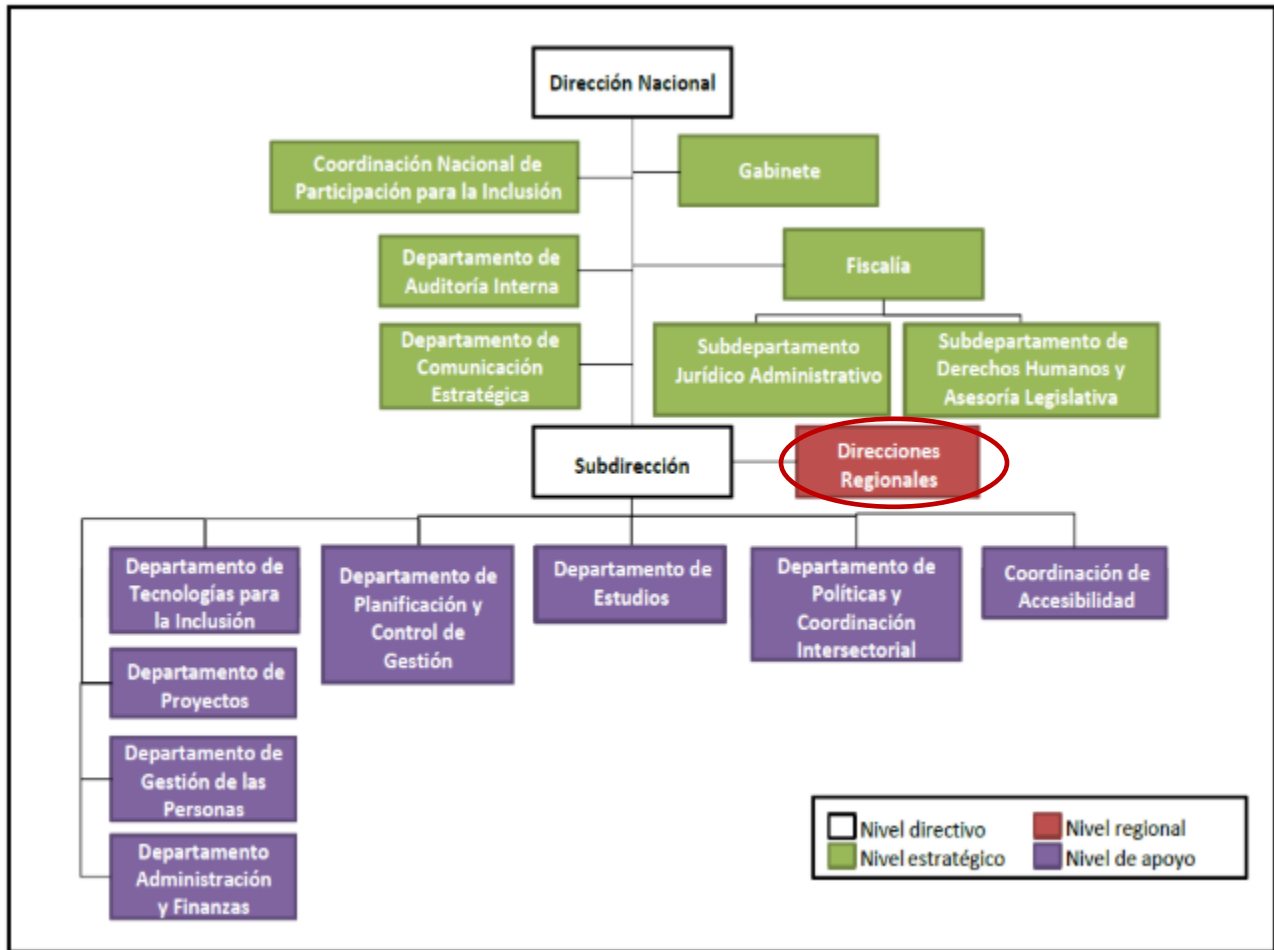 Dirección Nacional
Coordinación Nacional de
Participación para la Inclusión
Gabinete
Departamento de
Auditoría Interna
Fiscalía
Departamento de
Comunicación
Estratégica
Subdepartamento
Jurídico Administrativo
Subdepartamento de
Derechos Humanos y
Asesoría Legislativa
Subdirección
Direcciones
Regionales
Departamento de
Tecnologías para
la Inclusión
Departamento de
Planificación y
Control de
Gestión
Departamento de
Estudios
Departamento de
Políticas y
Coordinación
Intersectorial
Coordinación de
Accesibilidad
Departamento de
Proyectos
Departamento de
Gestión de las
Personas
Departamento
Administración
y Finanzas
Nivel directivo
Nivel regional
Nivel estratégico
Nivel de apoyo